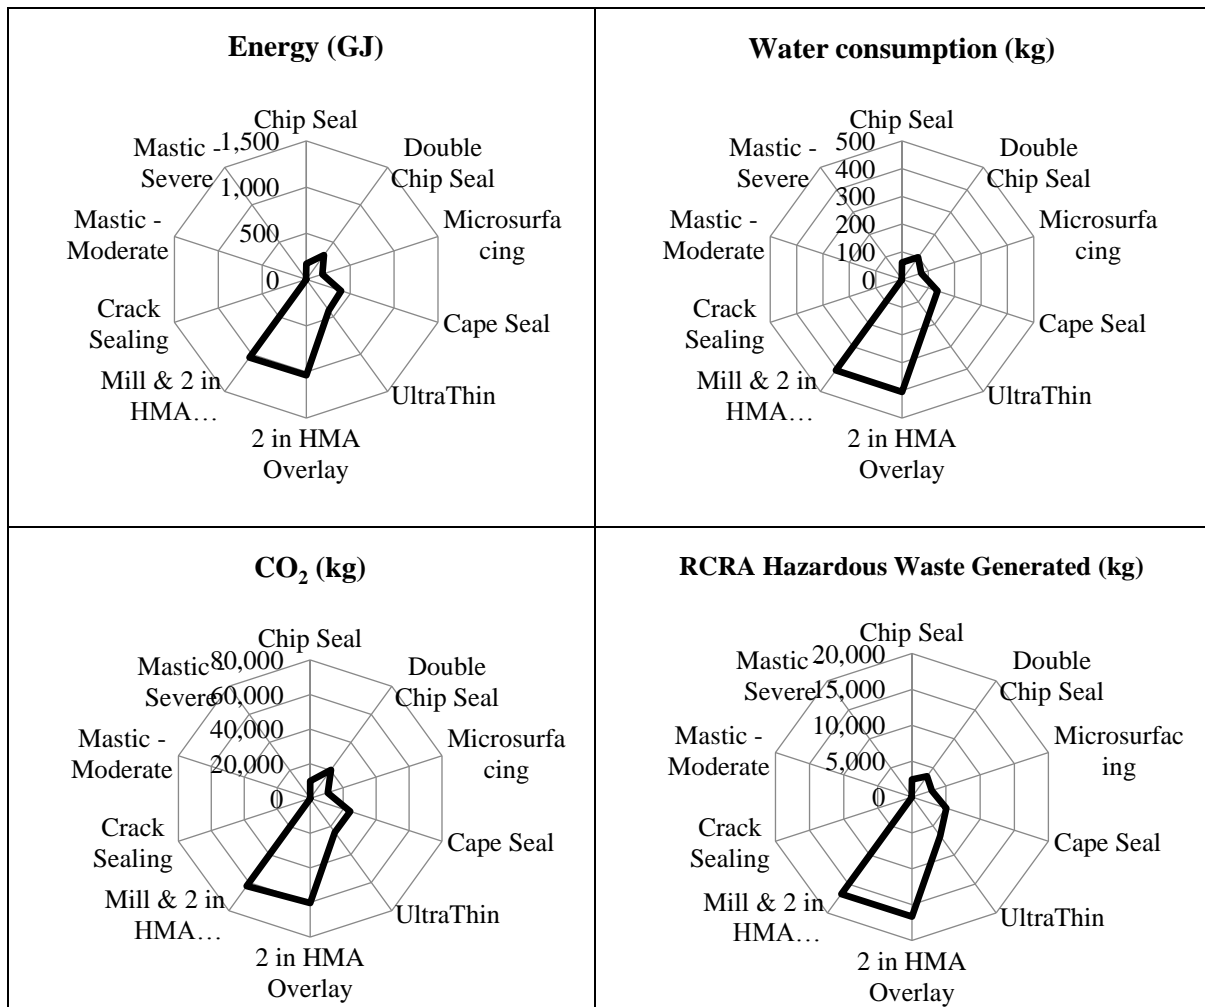 Energy (GJ)
Chip Seal
1,500
Double
Chip Seal
Microsurfa
cing
Cape Seal
UltraThin
2 in HMA
Overlay
Mill & 2 in
HMA…
Crack
Sealing
Mastic -
Moderate
Mastic -
Severe
1,000
500
0
Water consumption (kg)
Chip Seal
500
Double
Chip Seal
Microsurfa
cing
Cape Seal
UltraThin
2 in HMA
Overlay
Mill & 2 in
HMA…
Crack
Sealing
Mastic -
Moderate
Mastic -
Severe
400
300
200
100
0
CO₂ (kg)
Chip Seal
80,000
Double
Chip Seal
Microsurfa
cing
Cape Seal
UltraThin
2 in HMA
Overlay
Mill & 2 in
HMA…
Crack
Sealing
Mastic -
Moderate
Mastic -
Severe
60,000
40,000
20,000
0
RCRA Hazardous Waste Generated (kg)
Chip Seal
20,000
Double
Chip Seal
Microsurfac
ing
Cape Seal
UltraThin
2 in HMA
Overlay
Mill & 2 in
HMA…
Crack
Sealing
Mastic -
Moderate
Mastic -
Severe
15,000
10,000
5,000
0